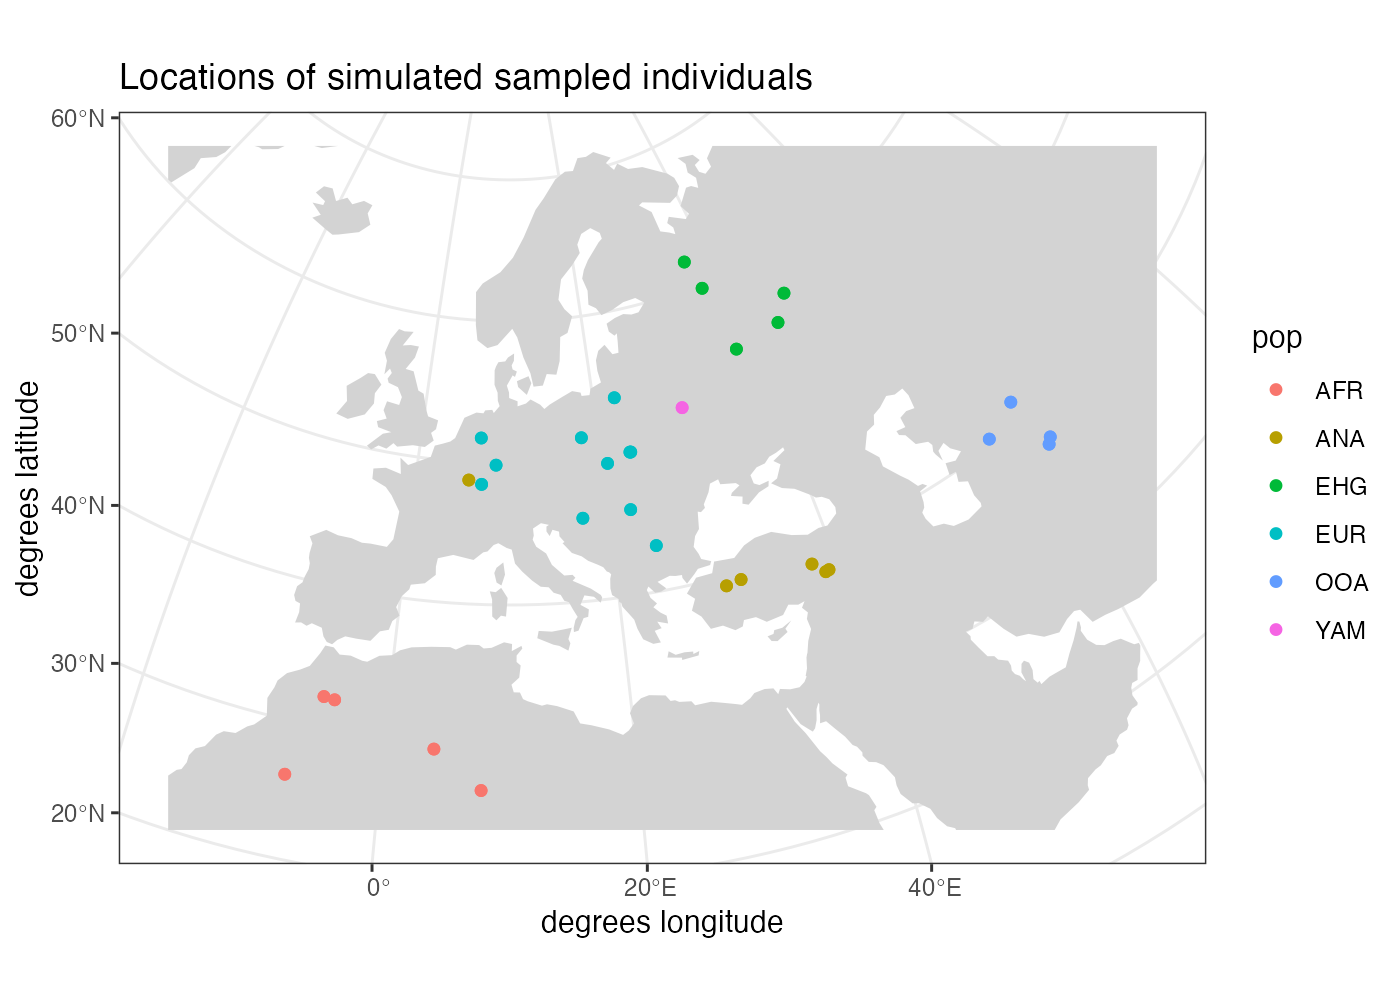 Locations of simulated sampled individuals
60°N
50°N
40°N
30°N
20°N
degrees latitude
0°
20°E
40°E
degrees longitude
pop
AFR
ANA
EHG
EUR
OOA
YAM